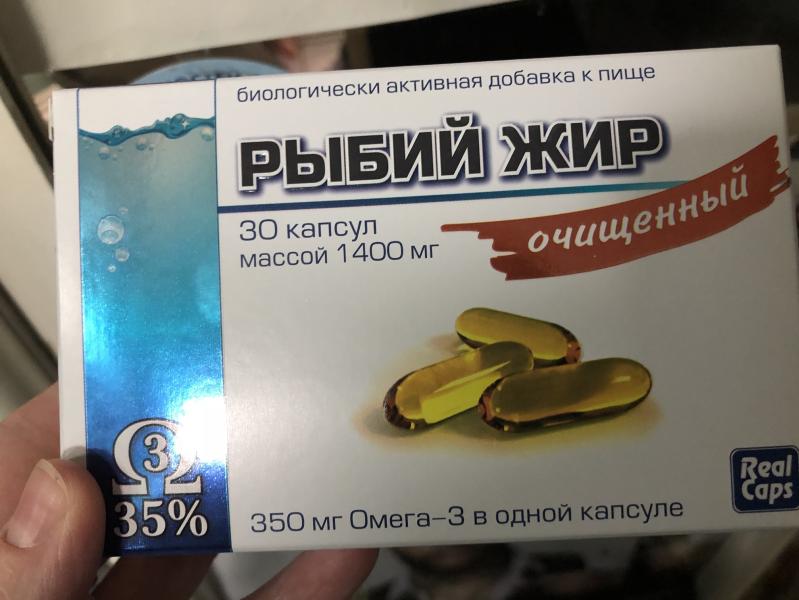 биологически активная добавка к пище
РЫБИЙ ЖИР
очищенный
30 капсул
массой 1400 мг
Ω 3
35%
350 мг Омега-3 в одной капсуле
Real
Caps